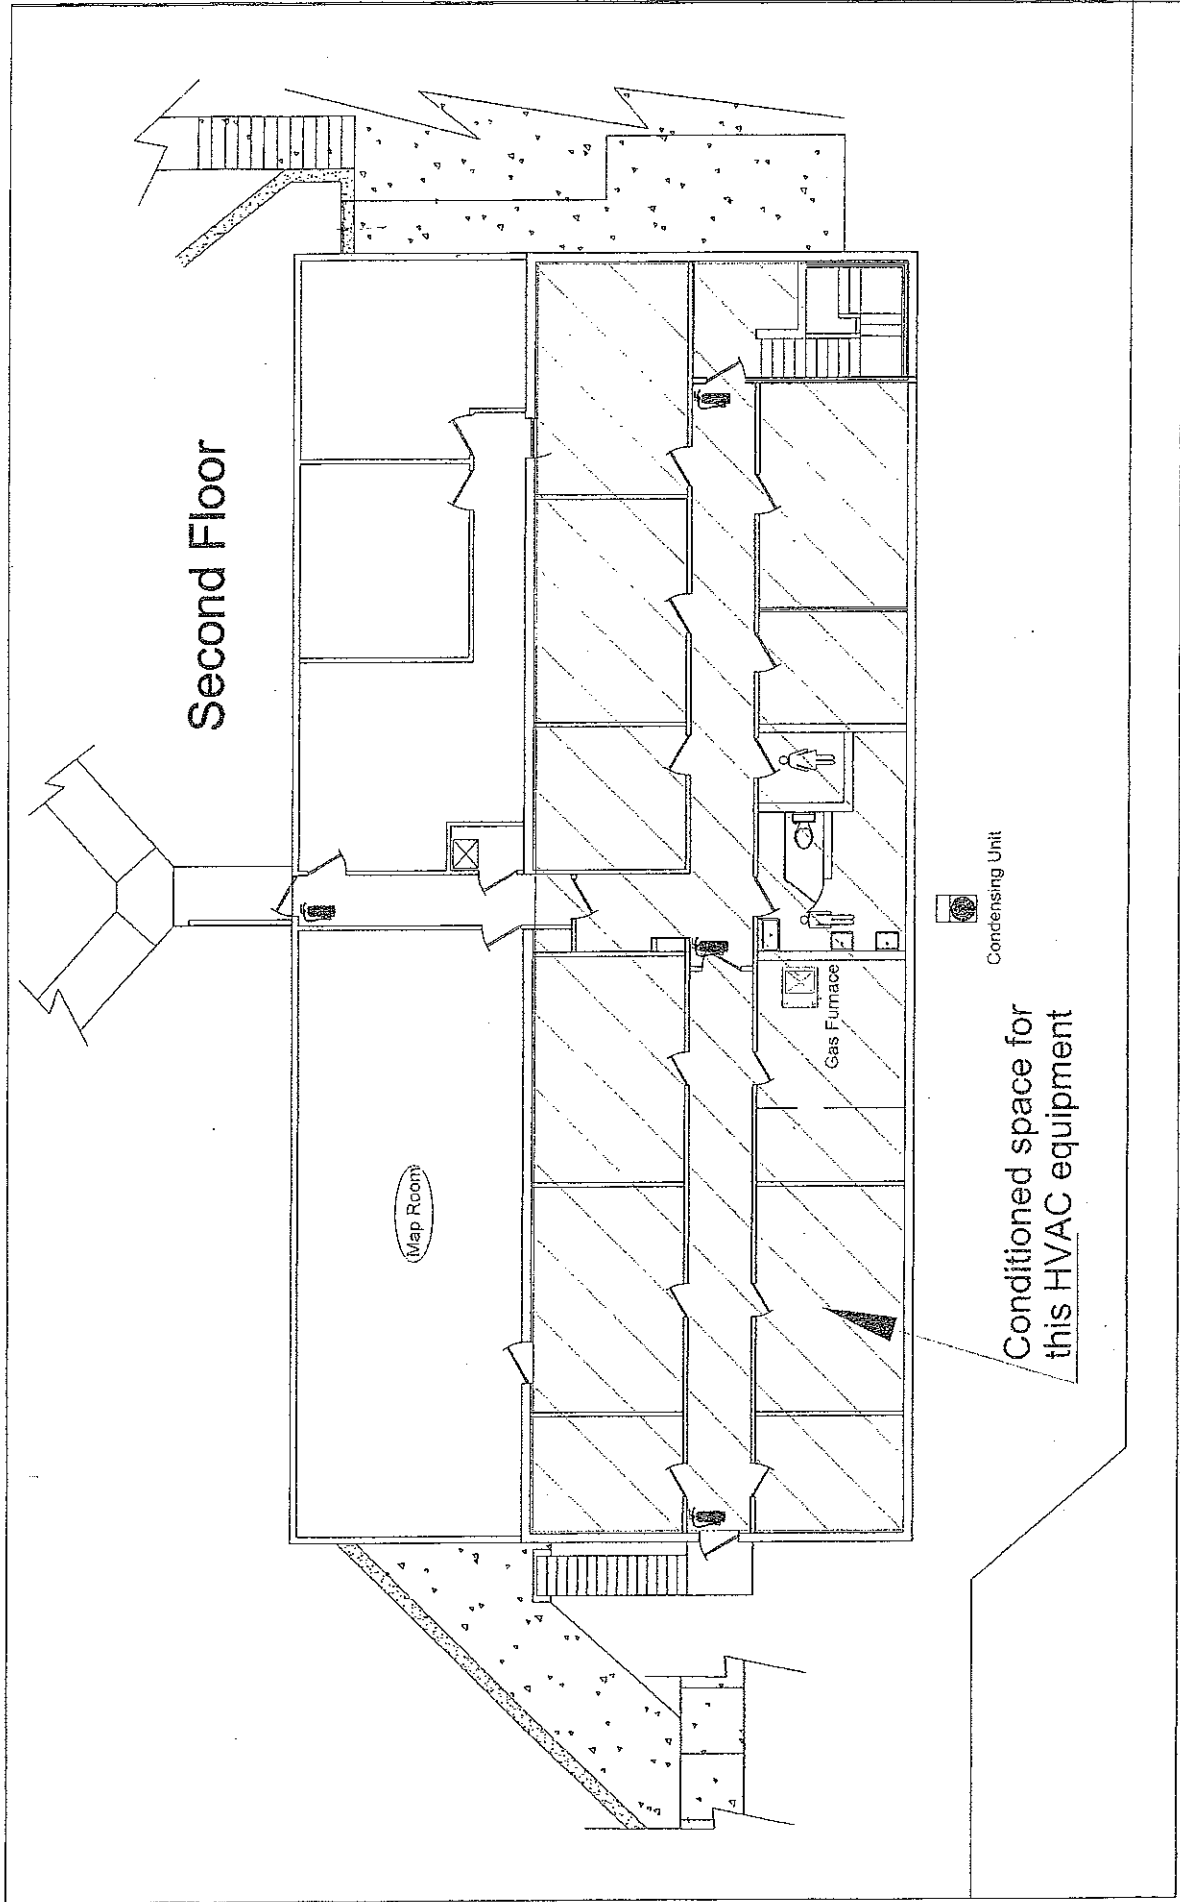 Second Floor
Map Room
Gas Furnace
Condensing Unit
Conditioned space for
this HVAC equipment